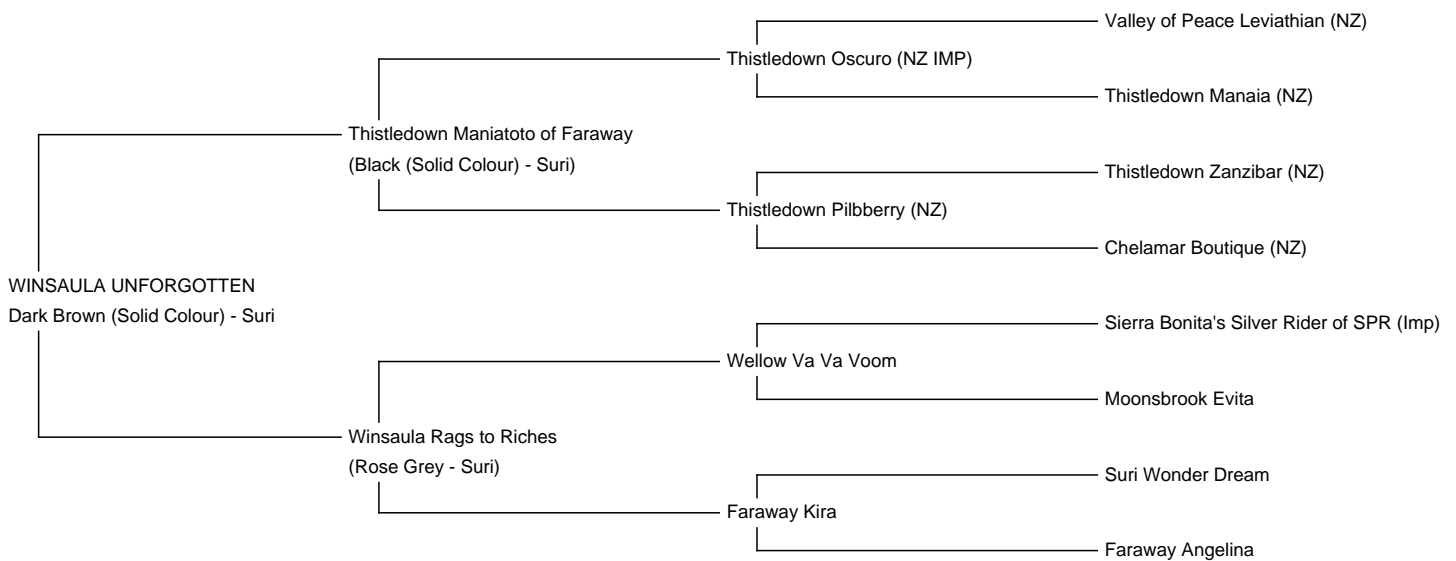 Valley of Peace Leviathian (NZ)
Thistledown Oscuro (NZ IMP)
Thistledown Manaia (NZ)
Thistledown Maniatoto of Faraway
(Black (Solid Colour) - Suri)
Thistledown Zanzibar (NZ)
Thistledown Pilbberry (NZ)
Chelamar Boutique (NZ)
WINSAULA UNFORGOTTEN
Dark Brown (Solid Colour) - Suri
Sierra Bonita's Silver Rider of SPR (Imp)
Wellow Va Va Voom
Moonsbrook Evita
Winsaula Rags to Riches
(Rose Grey - Suri)
Suri Wonder Dream
Faraway Kira
Faraway Angelina